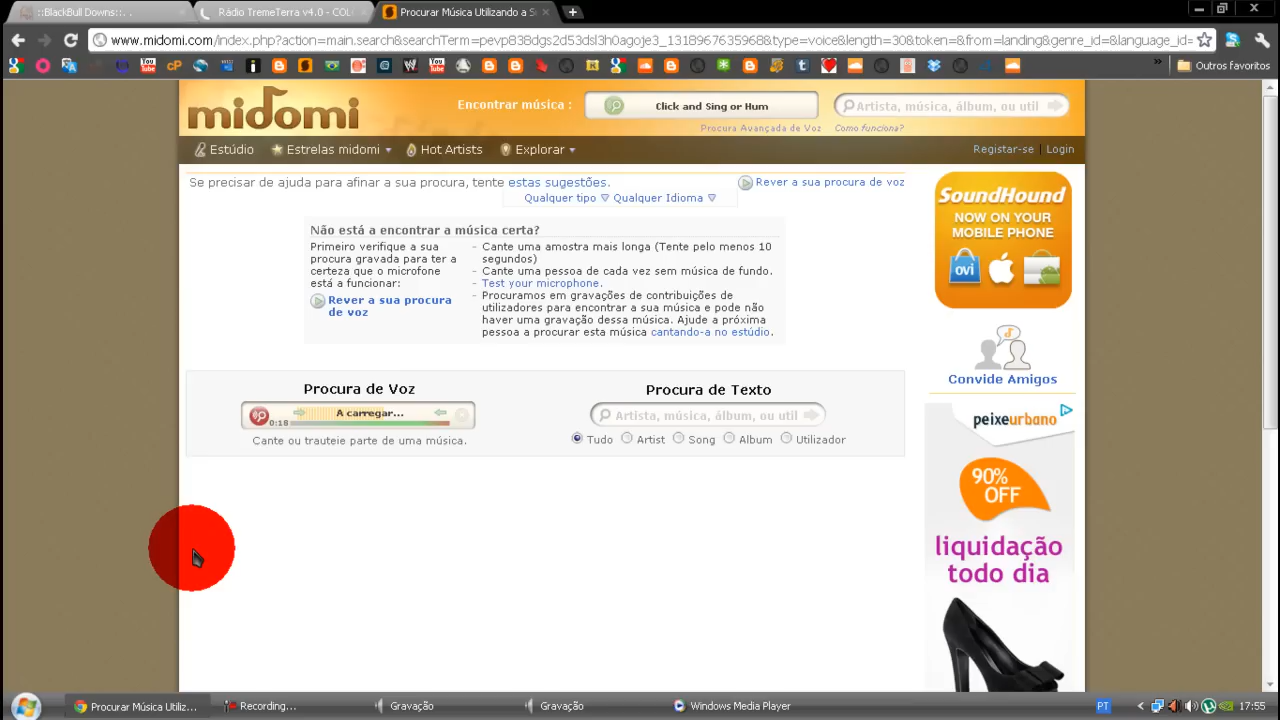 ::BlackBull Downs::. .
Rádio TremeTerra v4.0 - COL
Procurar Música Utilizando a S
www.midomi.com/index.php?action=main.search&searchTerm=pevp838dgs2d53dsl3h0agoje3_1318967635968&type=voice&length=30&token=&from=landing&genre_id=&language_id=
Outros favoritos
midomi
Encontrar música :
Click and Sing or Hum
Artista, música, álbum, ou util
Procura Avançada de Voz
Como funciona?
Estúdio
Estrelas midomi
Hot Artists
Explorar
Registar-se | Login
Se precisar de ajuda para afinar a sua procura, tente estas sugestões.
Rever a sua procura de voz
Qualquer tipo
Qualquer Idioma
Não está a encontrar a música certa?
Primeiro verifique a sua
procura gravada para ter a
certeza que o microfone
está a funcionar:
Rever a sua procura
de voz
- Cante uma amostra mais longa (Tente pelo menos 10
segundos)
- Cante uma pessoa de cada vez sem música de fundo.
- Test your microphone.
- Procuramos em gravações de contribuições de
utilizadores para encontrar a sua música e pode não
haver uma gravação dessa música. Ajude a próxima
pessoa a procurar esta música cantando-a no estúdio.
SoundHound
NOW ON YOUR
MOBILE PHONE
ovi
Convide Amigos
Procura de Voz
A carregar...
0:18
Cante ou trauteie parte de uma música.
Procura de Texto
Artista, música, álbum, ou util
Tudo
Artist
Song
Album
Utilizador
peixeurbano
90%
OFF
liquidação
todo dia
Procurar Música Utiliz...
Recording...
Gravação
Gravação
Windows Media Player
PT
17:55